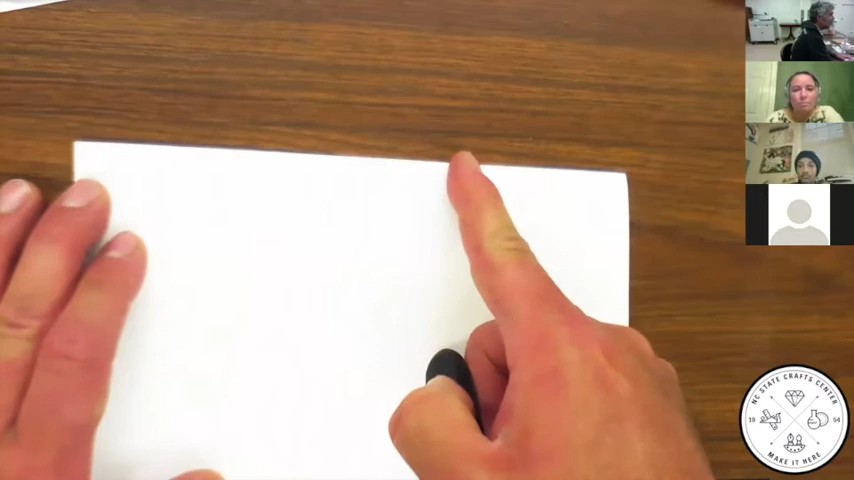 NC STATE CRAFTS CENTER
19 54
MAKE IT HERE